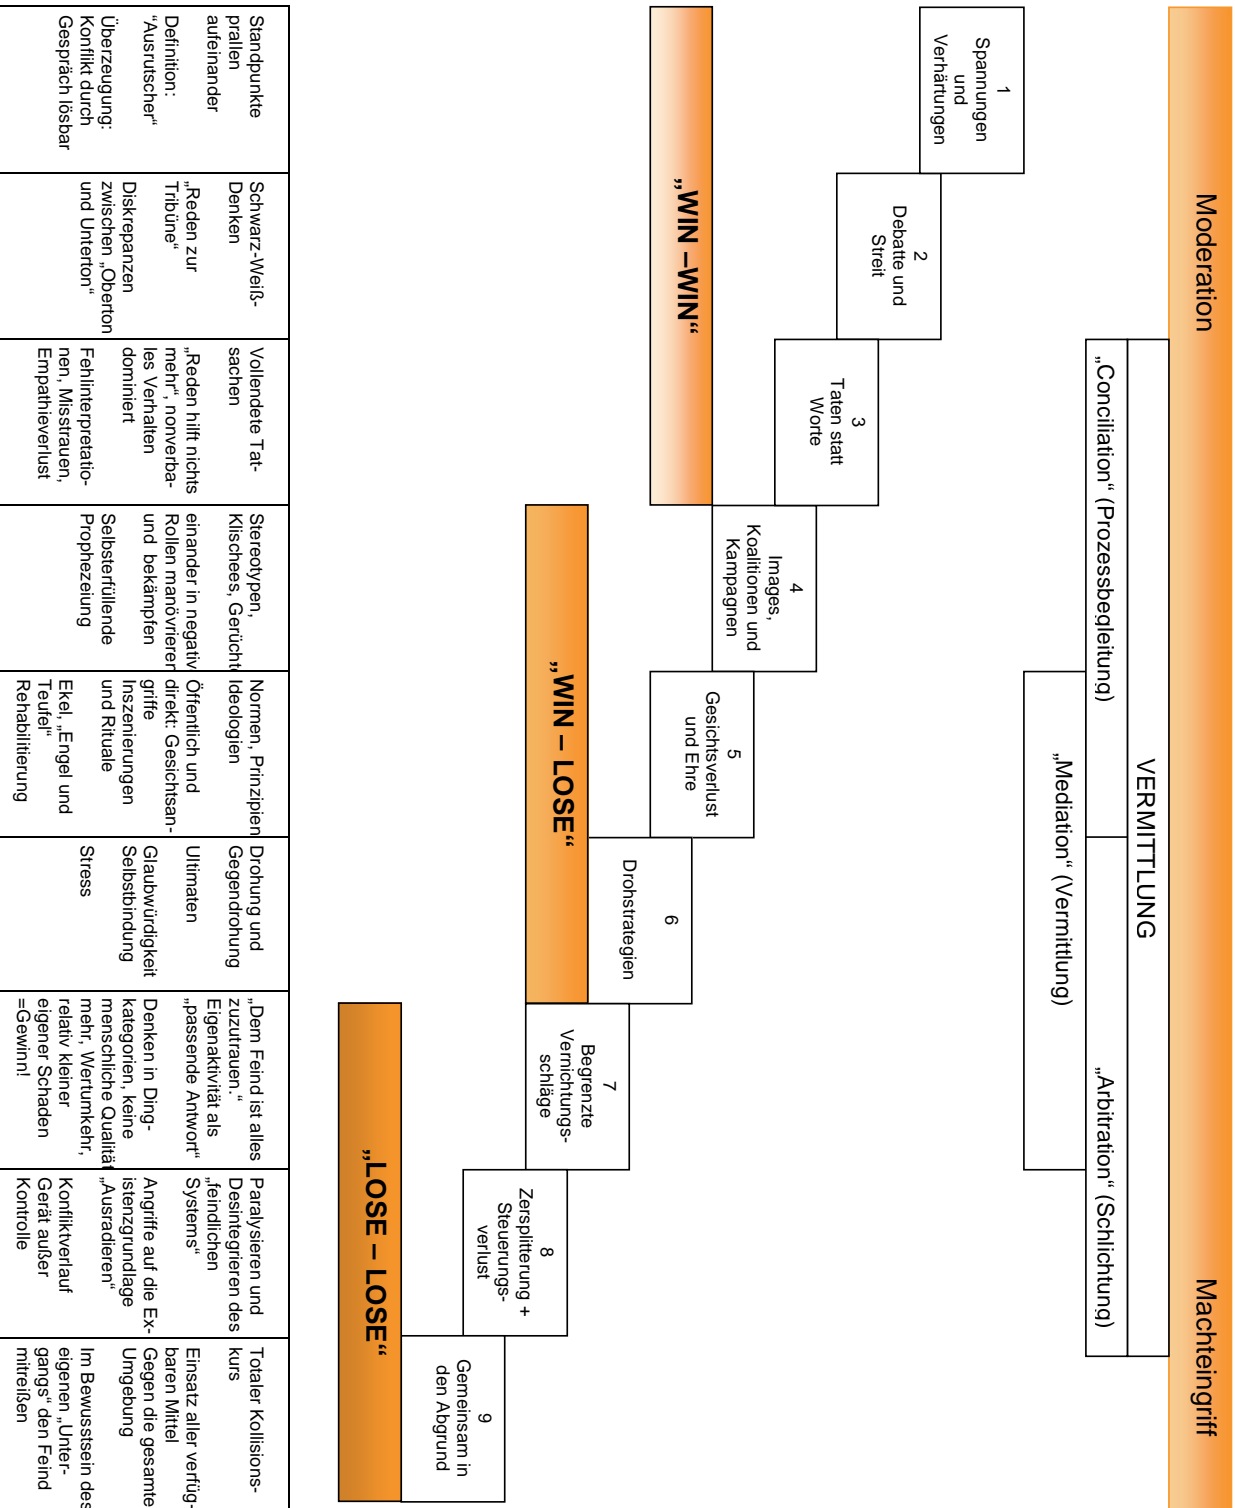 Moderation
Machteingriff
VERMITTLUNG
„Conciliation“ (Prozessbegleitung)
„Arbitration“ (Schlichtung)
„Mediation“ (Vermittlung)
1
Spannungen
und
Verhärtungen
2
Debatte und
Streit
3
Taten statt
Worte
4
Images,
Koalitionen und
Kampagnen
5
Gesichtsverlust
und Ehre
6
Drohstrategien
7
Begrenzte
Vernichtungs-
schläge
8
Zersplitterung +
Steuerungs-
verlust
9
Gemeinsam in
den Abgrund
„WIN –WIN“
„WIN – LOSE“
„LOSE – LOSE“
Standpunkte
prallen
aufeinander
Definition:
“Ausrutscher“
Überzeugung:
Konflikt durch
Gespräch lösbar
Schwarz-Weiß-
Denken
„Reden zur
Tribüne“
Diskrepanzen
zwischen „Oberton
und Unterton“
Vollendete Tat-
sachen
„Reden hilft nichts
mehr“, nonverba-
les Verhalten
dominiert
Fehlinterpretatio-
nen, Misstrauen,
Empathieverlust
Stereotypen,
Klischees, Gerücht
einander in negativ
Rollen manövrieren
und bekämpfen
Selbsterfüllende
Prophezeiung
Normen, Prinzipien
Ideologien
Öffentlich und
direkt: Gesichtsan-
griffe
Inszenierungen
und Rituale
Ekel, „Engel und
Teufel“
Rehabilitierung
Drohung und
Gegendrohung
Ultimaten
Glaubwürdigkeit
Selbstbindung
Stress
„Dem Feind ist alles
zuzutrauen.“
Eigenaktivität als
„passende Antwort“
Denken in Ding-
kategorien, keine
menschliche Qualität
mehr, Wertumkehr,
relativ kleiner
eigener Schaden
=Gewinn!
Paralysieren und
Desintegrieren des
„feindlichen
Systems“
Angriffe auf die Ex-
istenzgrundlage
„Ausradieren“
Konfliktverlauf
Gerät außer
Kontrolle
Totaler Kollisions-
kurs
Einsatz aller verfüg-
baren Mittel
Gegen die gesamte
Umgebung
Im Bewusstsein des
eigenen „Unter-
gangs“ den Feind
mitreißen